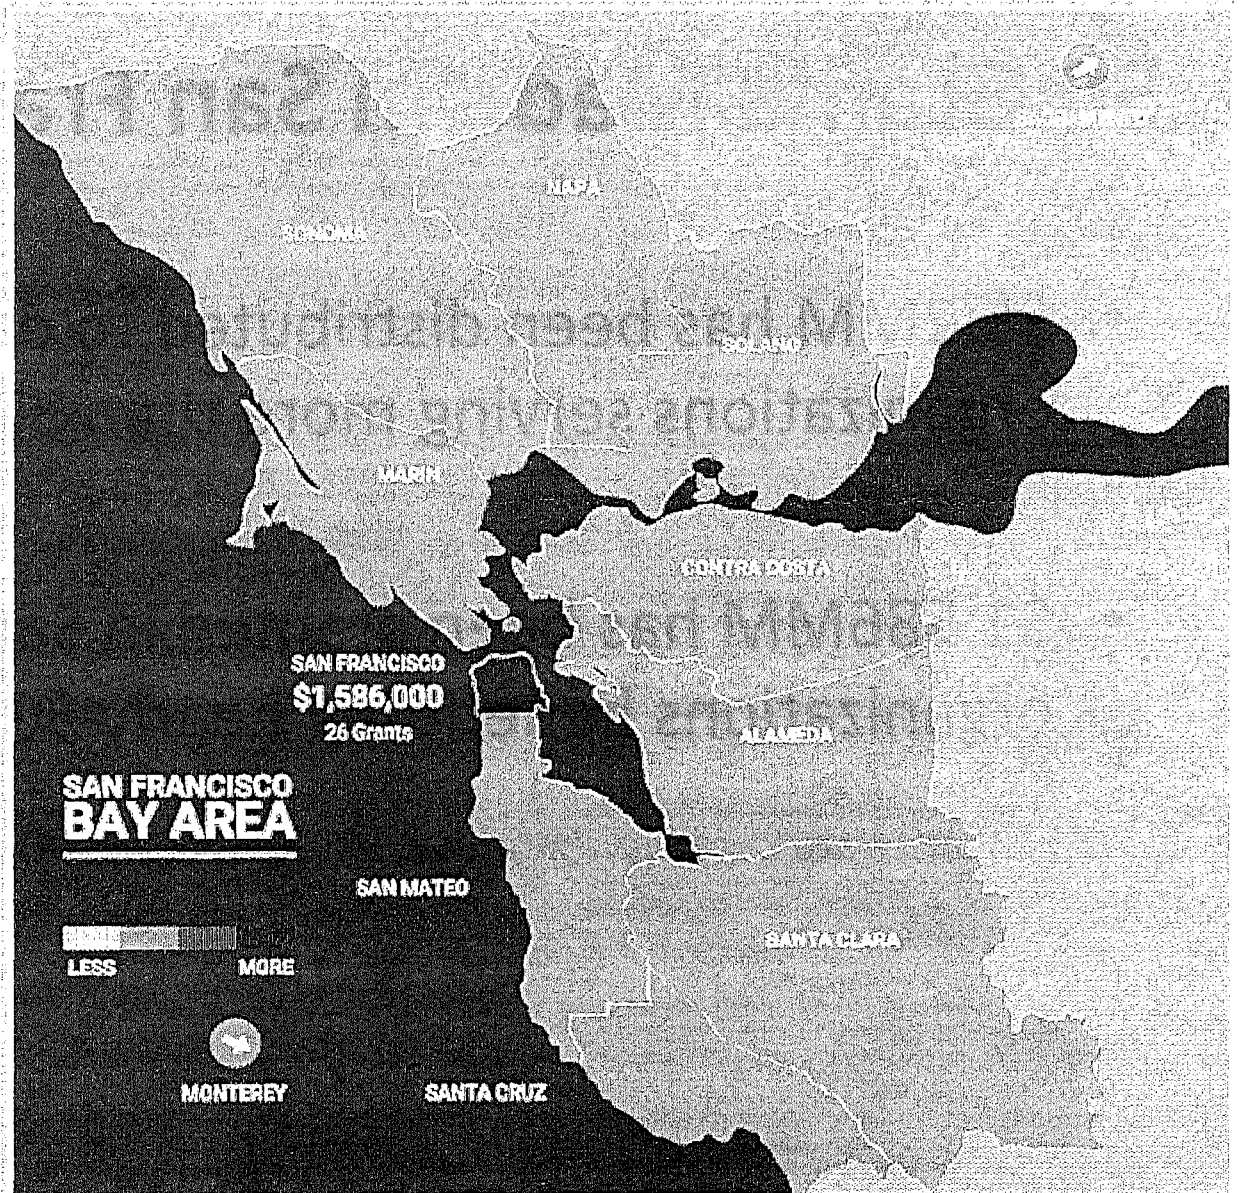 NAPA
SONOMA
SOLANO
MARIN
CONTRA COSTA
SAN FRANCISCO
$1,586,000
26 Grants
ALAMEDA
SAN FRANCISCO
BAY AREA
SAN MATEO
SANTA CLARA
LESS MORE
MONTEREY
SANTA CRUZ